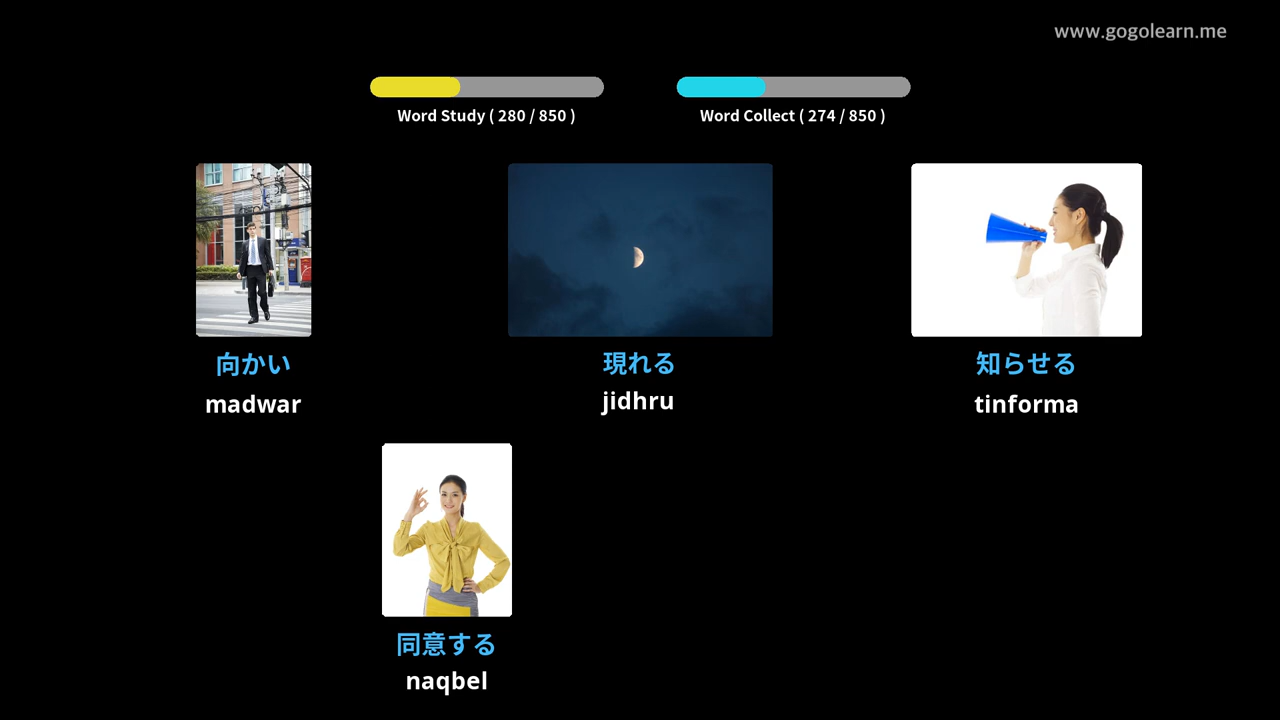 www.gogolearn.me
Word Study ( 280 / 850 )
Word Collect ( 274 / 850 )
向かい
madwar
現れる
jidhru
知らせる
tinforma
同意する
naqbel